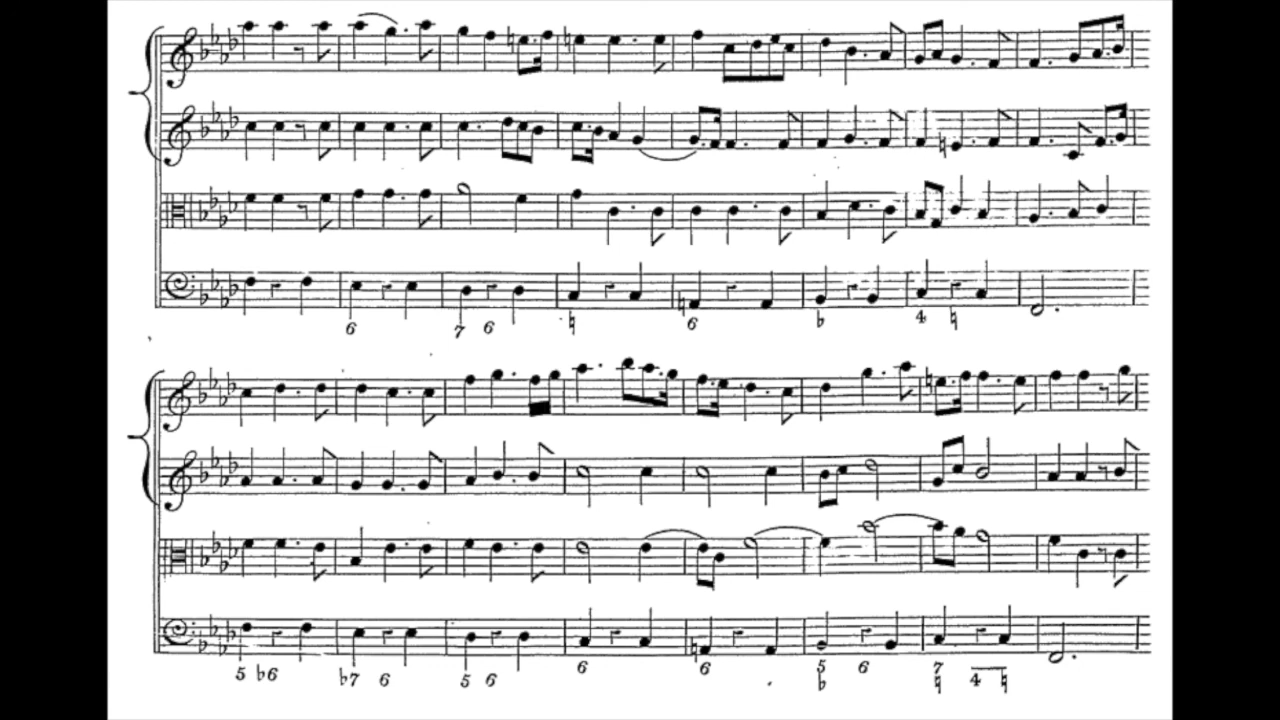 6 7 6 ♮ 6 ♭ 4 ♮
5 ♭6 ♭7 6 5 6 6 6 5 6 7 4 ♮
♭ ♮